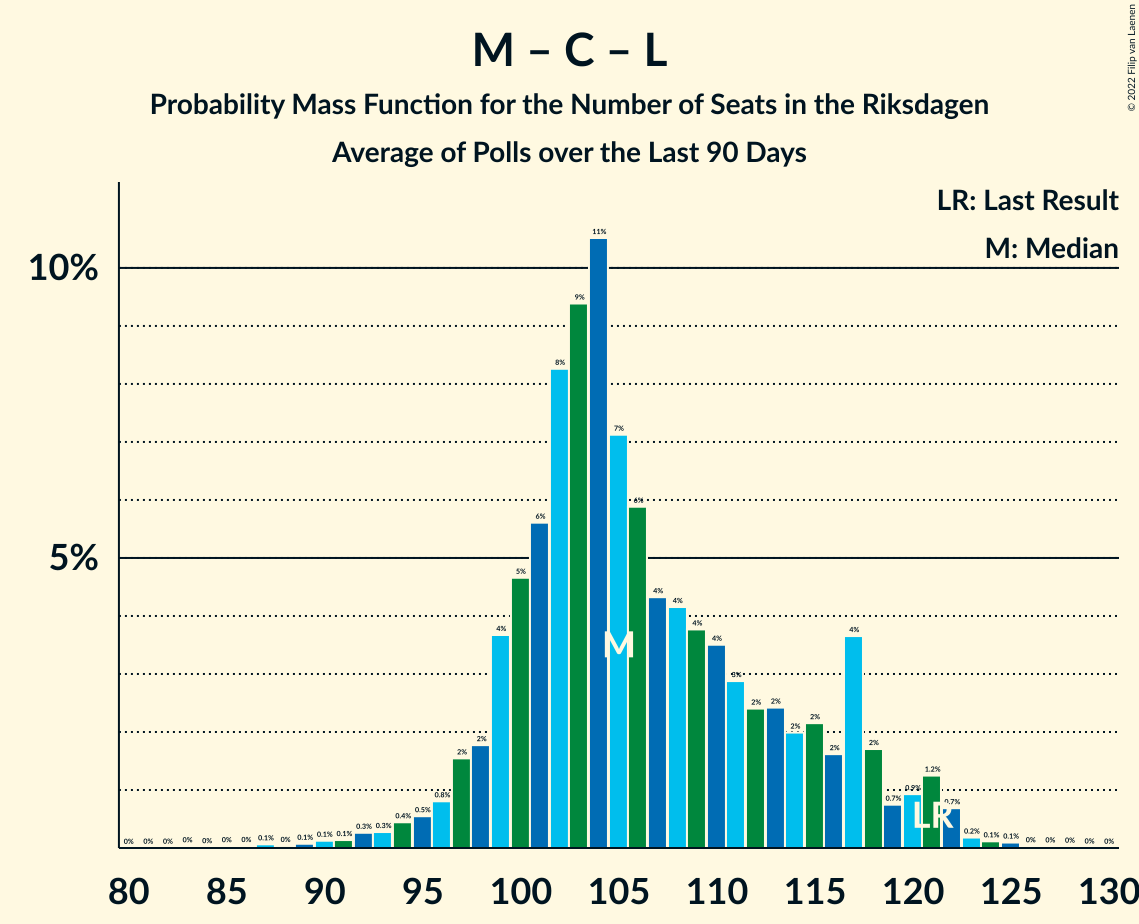 M – C – L
Probability Mass Function for the Number of Seats in the Riksdagen
Average of Polls over the Last 90 Days
© 2022 Filip van Laenen
LR: Last Result
M: Median
10%
5%
0% 0% 0% 0% 0% 0% 0% 0.1% 0% 0.1% 0.1% 0.1% 0.3% 0.3% 0.4% 0.5% 0.8% 2% 2% 4% 5% 6% 8% 9% 11% 7% 6% 4% 4% 4% 4% 3% 2% 2% 2% 2% 2% 4% 2% 0.7% 0.9% 1.2% 0.7% 0.2% 0.1% 0.1% 0% 0% 0% 0% 0%
M
LR
80 85 90 95 100 105 110 115 120 125 130